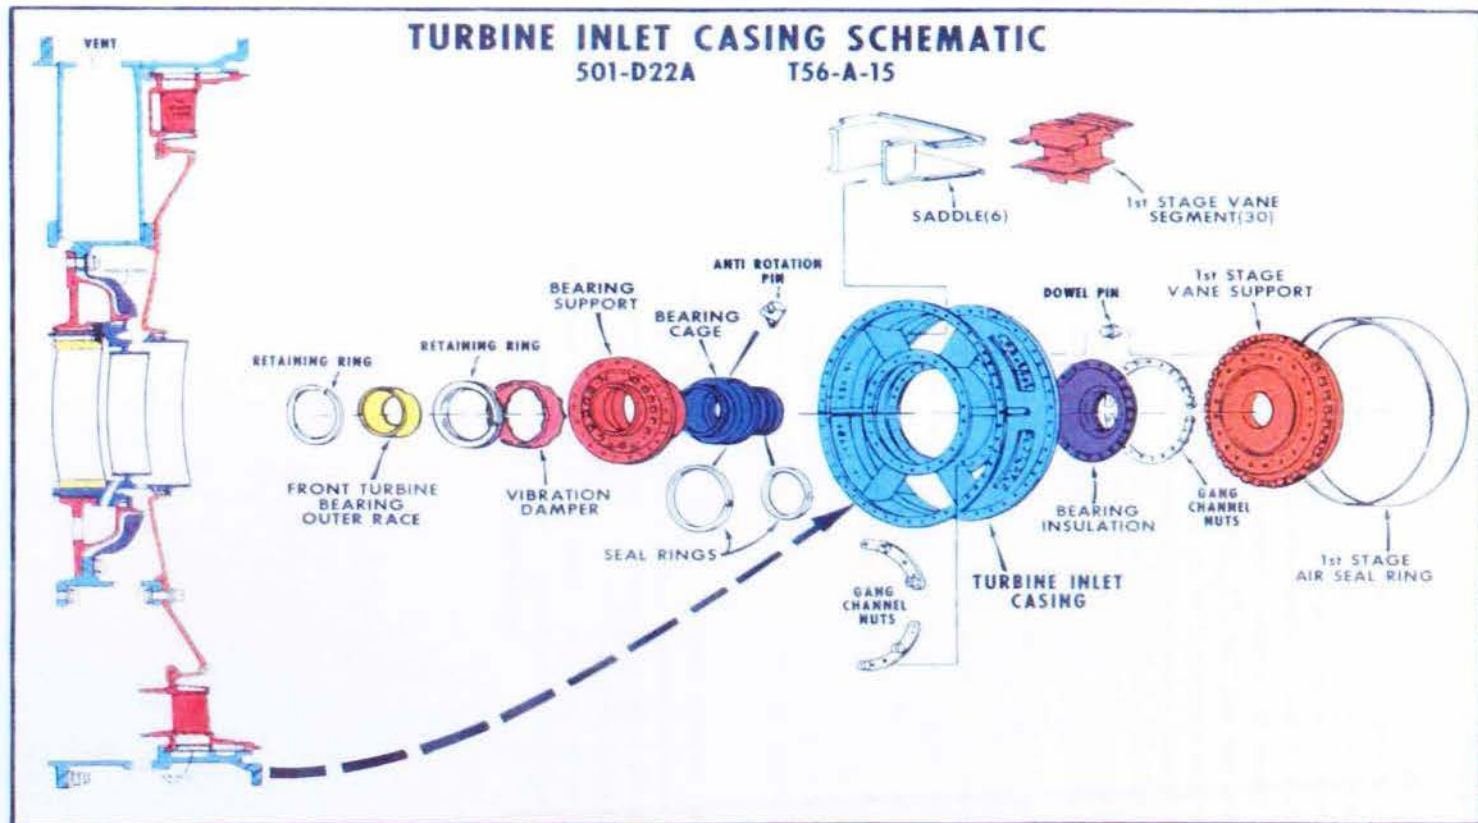 TURBINE INLET CASING SCHEMATIC
501-D22A T56-A-15
VENT
SADDLE(6)
1st STAGE VANE
SEGMENT(30)
ANTI ROTATION
PIN
BEARING
SUPPORT
BEARING
CAGE
DOWEL PIN
1st STAGE
VANE SUPPORT
RETAINING RING
RETAINING RING
FRONT TURBINE
BEARING
OUTER RACE
VIBRATION
DAMPER
SEAL RINGS
GANG
CHANNEL
NUTS
TURBINE INLET
CASING
BEARING
INSULATION
GANG
CHANNEL
NUTS
1st STAGE
AIR SEAL RING